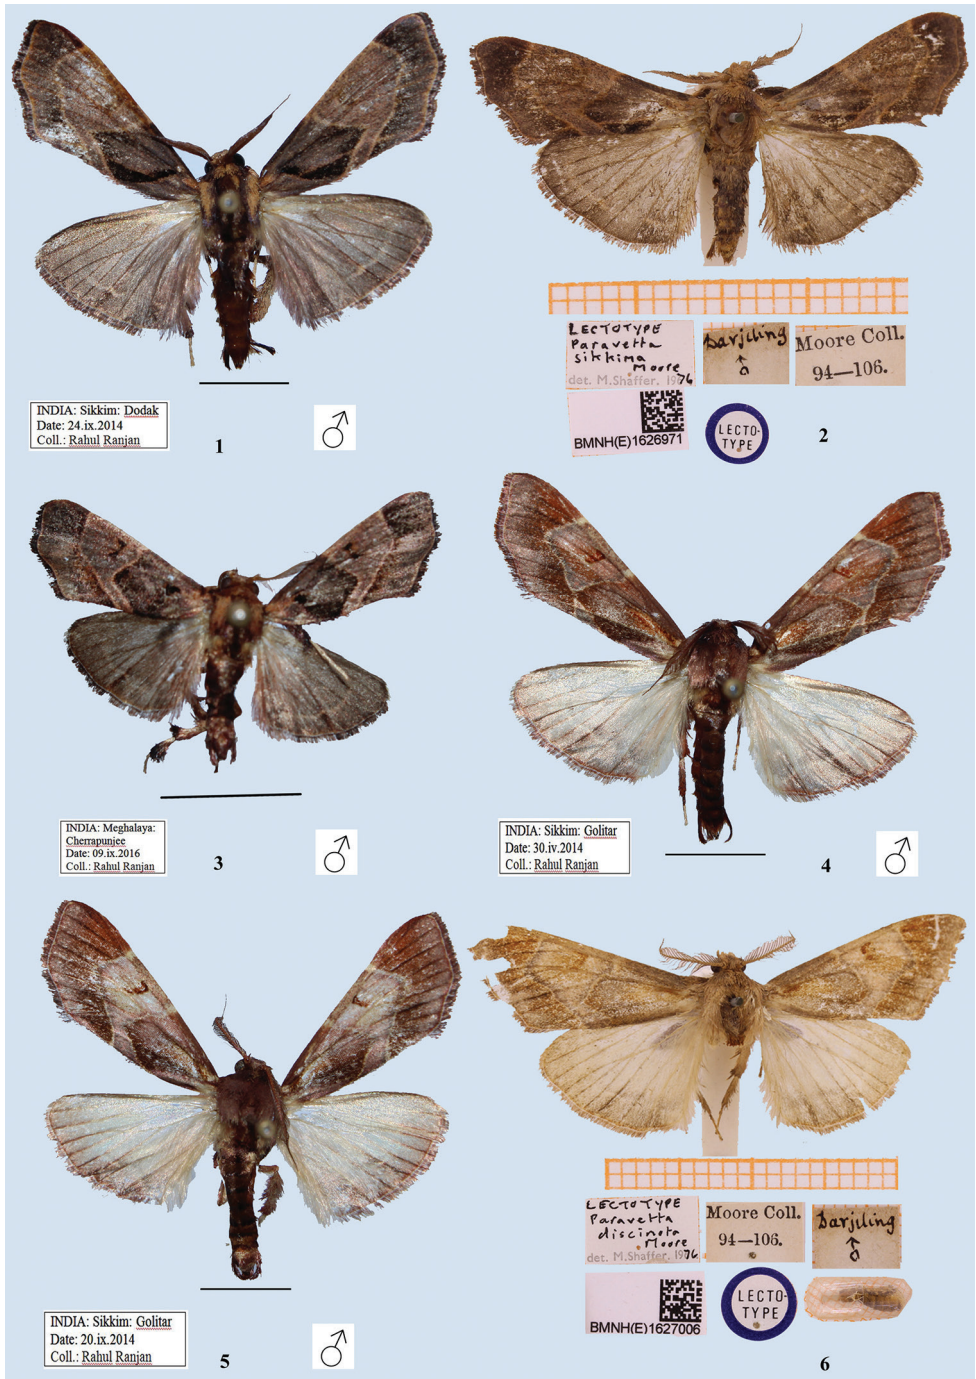 INDIA: Sikkim: Dodak
Date: 24.ix.2014
Coll.: Rahul Ranjan
1
♂
LECTOTYPE
Paravetta
sikkima
Moore
det. M.Shaffer. 1976
Darjiling
♂
Moore Coll.
94—106.
BMNH(E)1626971
LECTO-
TYPE
2
INDIA: Meghalaya:
Cherrapunjee
Date: 09.ix.2016
Coll.: Rahul Ranjan
3
♂
INDIA: Sikkim: Golitar
Date: 30.iv.2014
Coll.: Rahul Ranjan
4
♂
INDIA: Sikkim: Golitar
Date: 20.ix.2014
Coll.: Rahul Ranjan
5
♂
LECTOTYPE
Paravetta
discinota
Moore
det. M.Shaffer. 1976
Moore Coll.
94—106.
Darjiling
♂
BMNH(E)1627006
LECTO-
TYPE
6